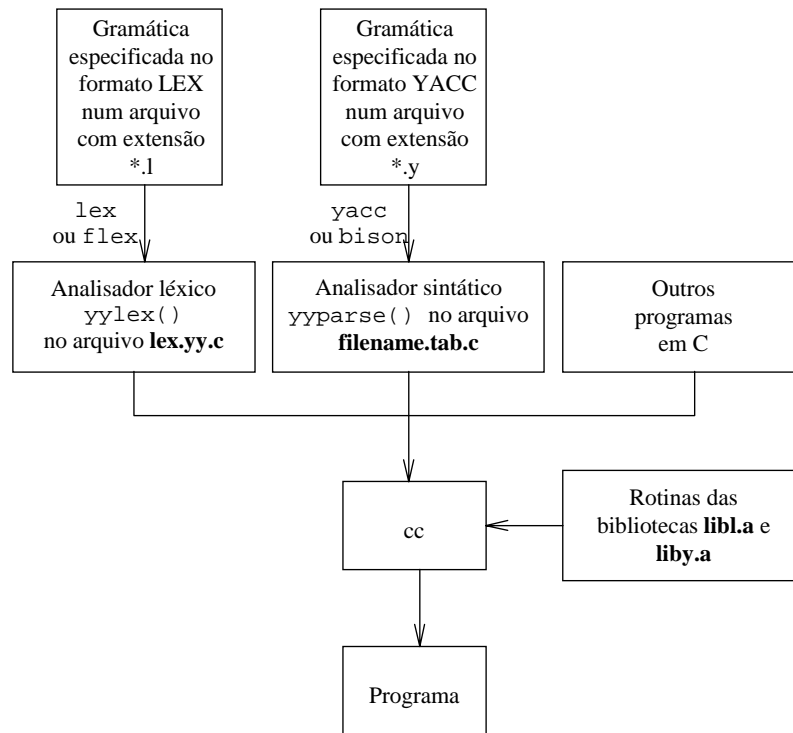 Gramática
especificada no
formato LEX
num arquivo
com extensão
*.l
Gramática
especificada no
formato YACC
num arquivo
com extensão
*.y
lex
ou flex
yacc
ou bison
Analisador léxico
yylex()
no arquivo lex.yy.c
Analisador sintático
yyparse() no arquivo
filename.tab.c
Outros
programas
em C
cc
Rotinas das
bibliotecas libl.a e
liby.a
Programa